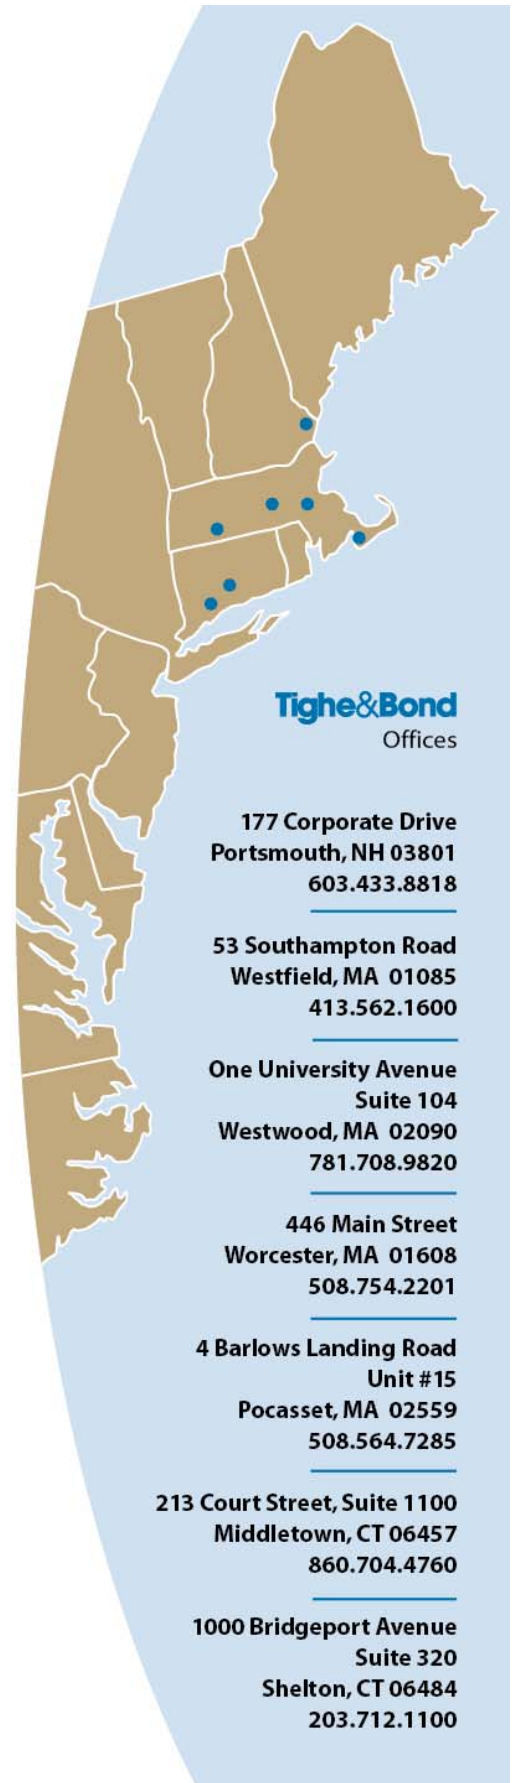 Tighe&Bond
Offices
177 Corporate Drive
Portsmouth, NH 03801
603.433.8818
53 Southampton Road
Westfield, MA 01085
413.562.1600
One University Avenue
Suite 104
Westwood, MA 02090
781.708.9820
446 Main Street
Worcester, MA 01608
508.754.2201
4 Barlows Landing Road
Unit #15
Pocasset, MA 02559
508.564.7285
213 Court Street, Suite 1100
Middletown, CT 06457
860.704.4760
1000 Bridgeport Avenue
Suite 320
Shelton, CT 06484
203.712.1100